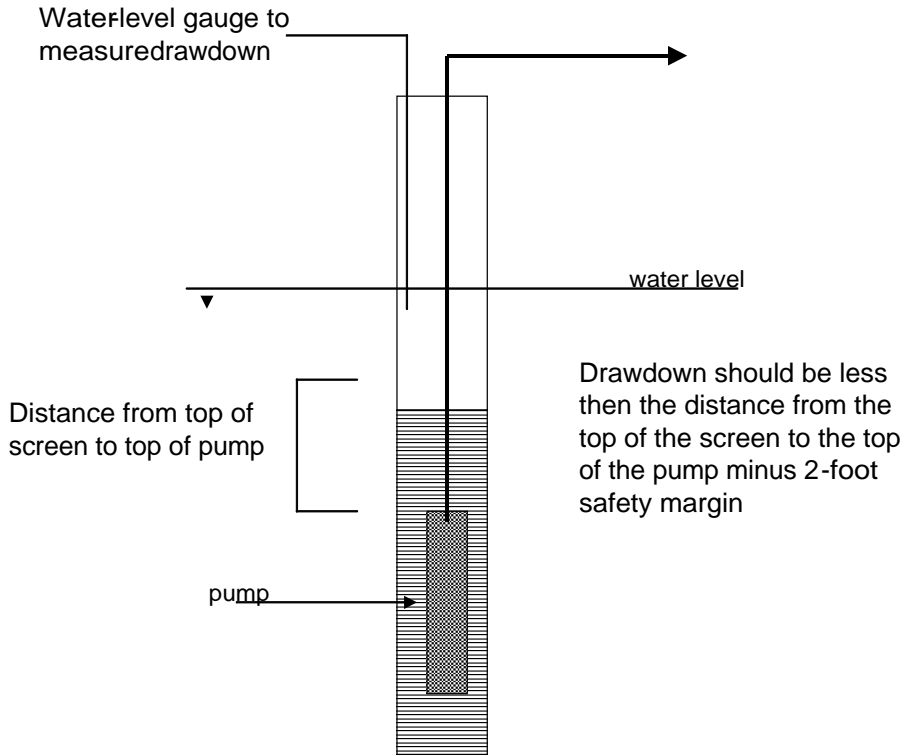 Water-level gauge to
measuredrawdown
water level
Distance from top of
screen to top of pump
Drawdown should be less
then the distance from the
top of the screen to the top
of the pump minus 2-foot
safety margin
pump